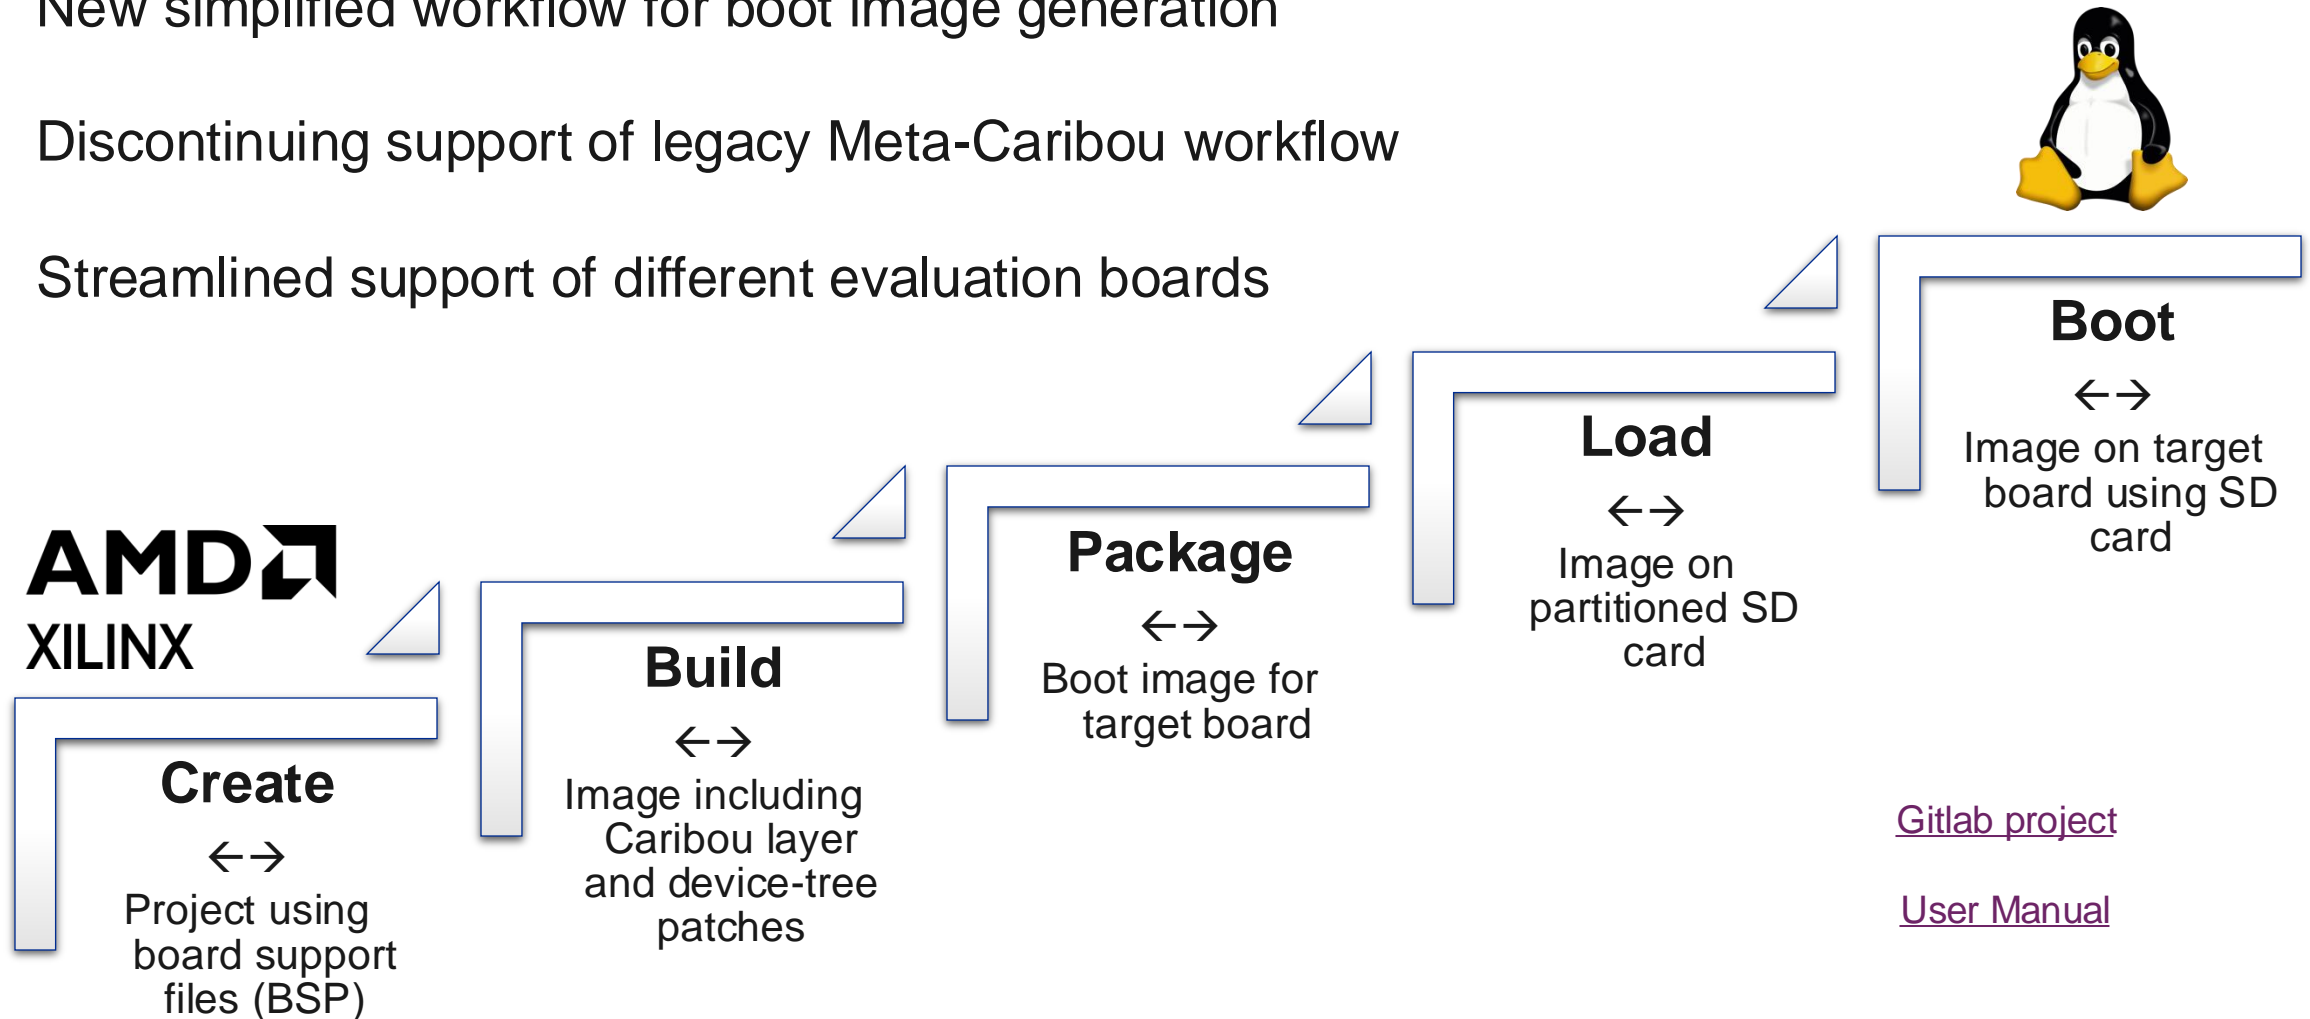 New simplified workflow for boot image generation
Discontinuing support of legacy Meta-Caribou workflow
Streamlined support of different evaluation boards
AMD
XILINX
Create
←→
Project using
board support
files (BSP)
Build
←→
Image including
Caribou layer
and device-tree
patches
Package
←→
Boot image for
target board
Load
←→
Image on
partitioned SD
card
Boot
←→
Image on target
board using SD
card
Gitlab project
User Manual